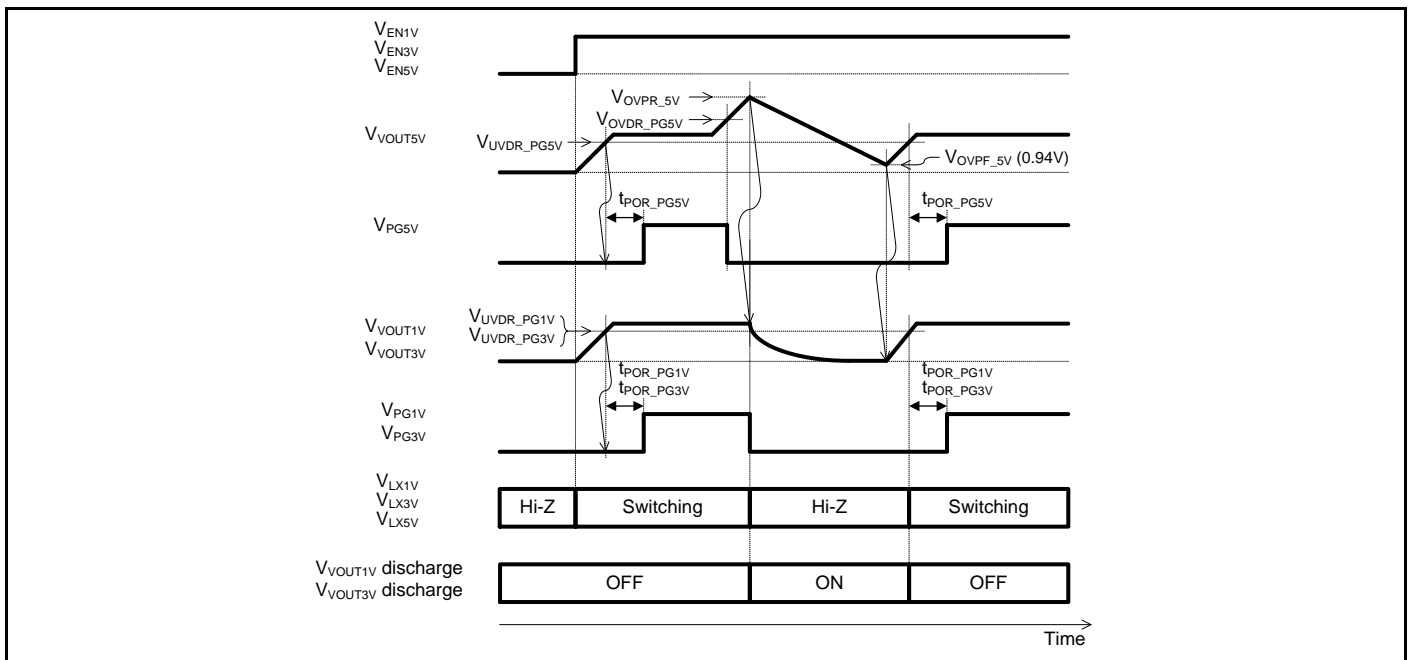 VEN1V
VEN3V
VEN5V
VOVPR_5V
VOVDR_PG5V
VVOUT5V
VUVDR_PG5V
VOVPF_5V (0.94V)
tPOR_PG5V
tPOR_PG5V
VPG5V
VUVDR_PG1V
VUVDR_PG3V
VVOUT1V
VVOUT3V
tPOR_PG1V
tPOR_PG3V
tPOR_PG1V
tPOR_PG3V
VPG1V
VPG3V
VLX1V
VLX3V
VLX5V
Hi-Z
Switching
Hi-Z
Switching
VVOUT1V discharge
VVOUT3V discharge
OFF
ON
OFF
Time